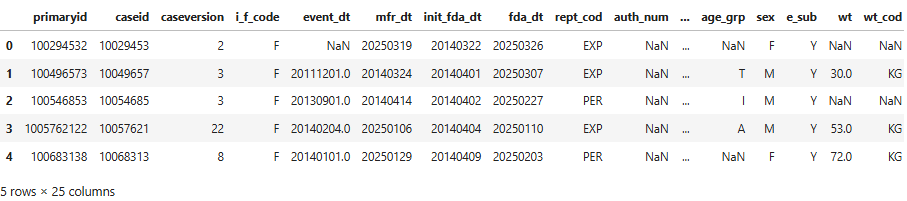 primaryid caseid caseversion i_f_code event_dt mfr_dt init_fda_dt fda_dt rept_cod auth_num ... age_grp sex e_sub wt wt_cod
0 100294532 10029453 2 F NaN 20250319 20140322 20250326 EXP NaN ... NaN F Y NaN NaN
1 100496573 10049657 3 F 20111201.0 20140324 20140401 20250307 EXP NaN ... T M Y 30.0 KG
2 100546853 10054685 3 F 20130901.0 20140414 20140402 20250227 PER NaN ... I M Y NaN NaN
3 1005762122 10057621 22 F 20140204.0 20250106 20140404 20250110 EXP NaN ... A M Y 53.0 KG
4 100683138 10068313 8 F 20140101.0 20250129 20140409 20250203 PER NaN ... NaN F Y 72.0 KG
5 rows × 25 columns